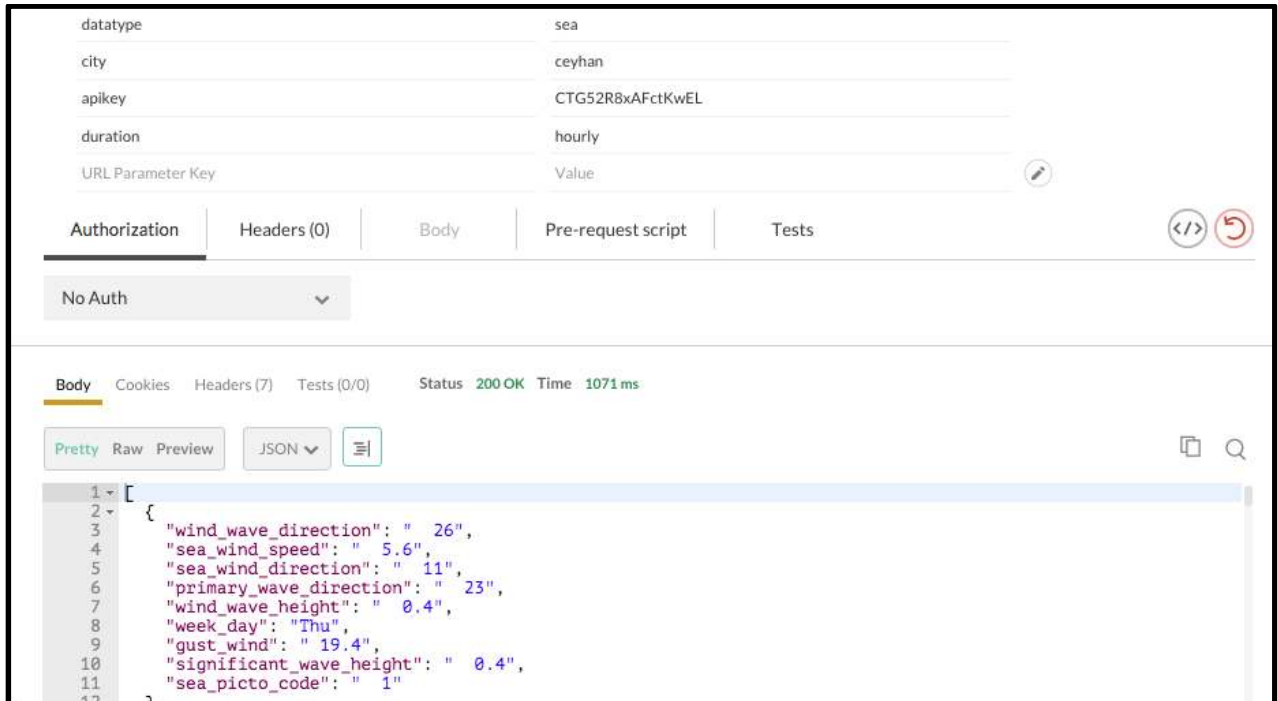 datatype sea
city ceyhan
apikey CTG52R8xAFctKwEL
duration hourly
URL Parameter Key Value
Authorization Headers (0) Body Pre-request script Tests
No Auth
Body Cookies Headers (7) Tests (0/0) Status 200 OK Time 1071 ms
Pretty Raw Preview JSON
1 [
2 {
3 "wind_wave_direction": "  26",
4 "sea_wind_speed": "  5.6",
5 "sea_wind_direction": "  11",
6 "primary_wave_direction": "  23",
7 "wind_wave_height": "  0.4",
8 "week_day": "Thu",
9 "gust_wind": " 19.4",
10 "significant_wave_height": "  0.4",
11 "sea_picto_code": "  1"